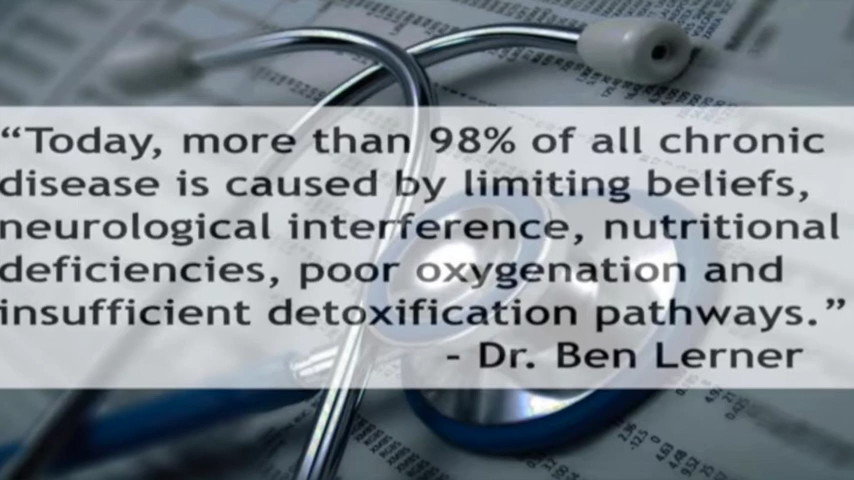 “Today, more than 98% of all chronic
disease is caused by limiting beliefs,
neurological interference, nutritional
deficiencies, poor oxygenation and
insufficient detoxification pathways.”
- Dr. Ben Lerner